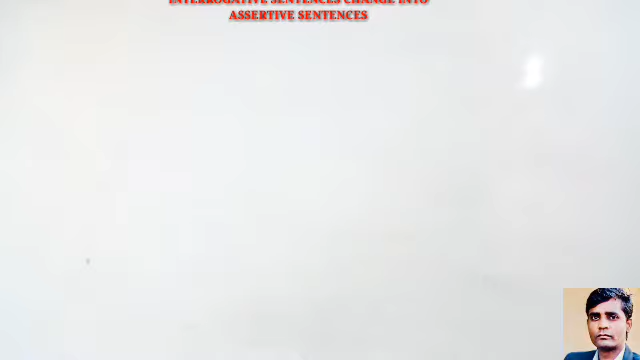 INTERROGATIVE SENTENCES CHANGE INTO
ASSERTIVE SENTENCES